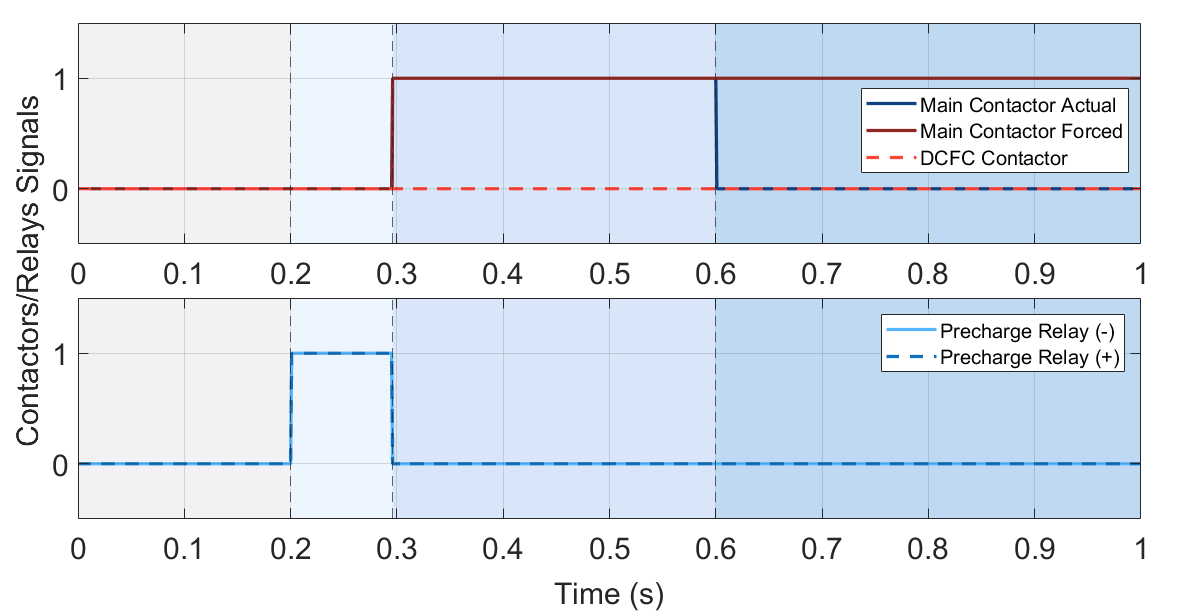 Contactors/Relays Signals
1
0
Main Contactor Actual
Main Contactor Forced
DCFC Contactor
0 0.1 0.2 0.3 0.4 0.5 0.6 0.7 0.8 0.9 1
1
0
Precharge Relay (-)
Precharge Relay (+)
0 0.1 0.2 0.3 0.4 0.5 0.6 0.7 0.8 0.9 1
Time (s)